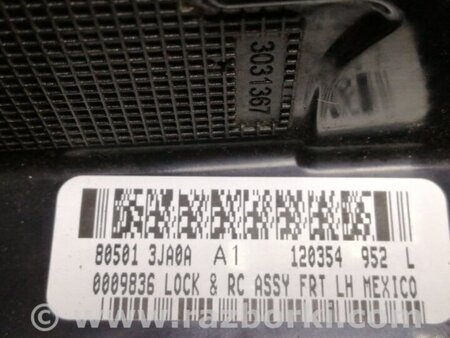 3031367
80501 3JA0A A1 120354 952 L
0009836 LOCK & RC ASSY FRT LH MEXICO
www.razborki.com